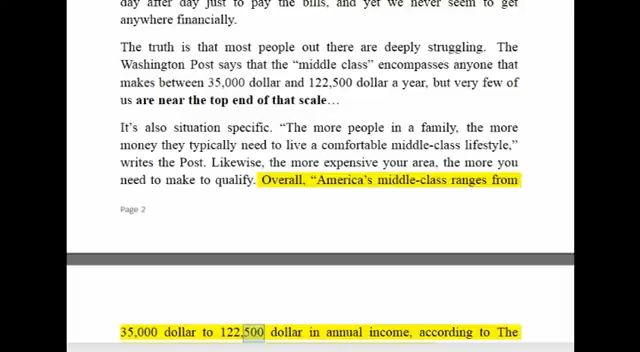 day after day just to pay the bills, and yet we never seem to get
anywhere financially.
The truth is that most people out there are deeply struggling. The
Washington Post says that the “middle class” encompasses anyone that
makes between 35,000 dollar and 122,500 dollar a year, but very few of
us are near the top end of that scale…
It’s also situation specific. “The more people in a family, the more
money they typically need to live a comfortable middle-class lifestyle,”
writes the Post. Likewise, the more expensive your area, the more you
need to make to qualify. Overall, “America’s middle-class ranges from
Page 2
35,000 dollar to 122,500 dollar in annual income, according to The